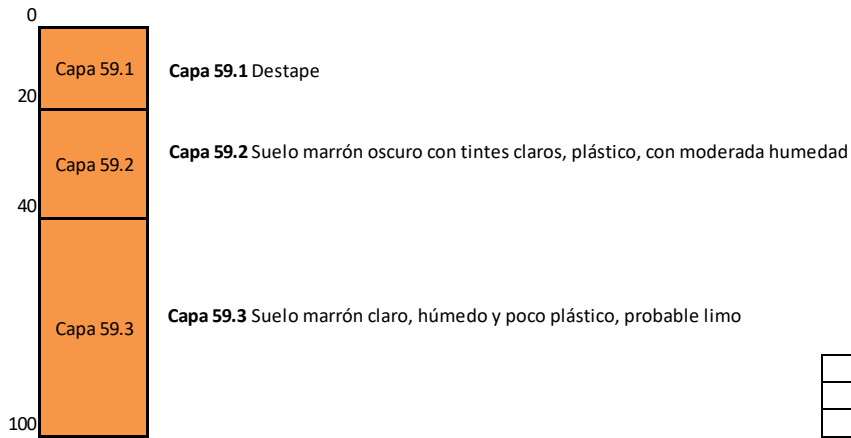 0
Capa 59.1
Capa 59.1 Destape
20
Capa 59.2
Capa 59.2 Suelo marrón oscuro con tintes claros, plástico, con moderada humedad
40
Capa 59.3
Capa 59.3 Suelo marrón claro, húmedo y poco plástico, probable limo
100